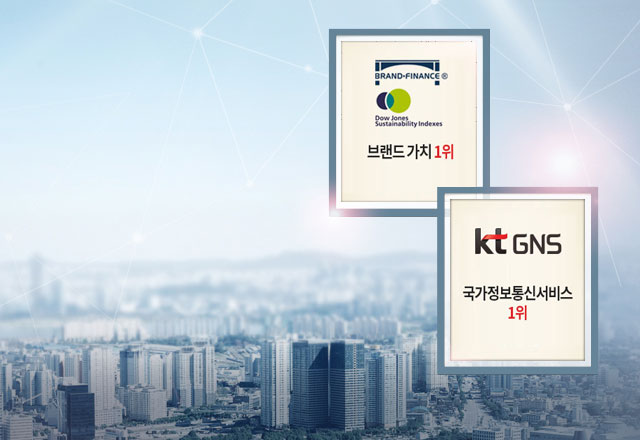 BRAND-FINANCE®
Dow Jones
Sustainability Indexes
브랜드 가치 1위
kt GNS
국가정보통신서비스
1위